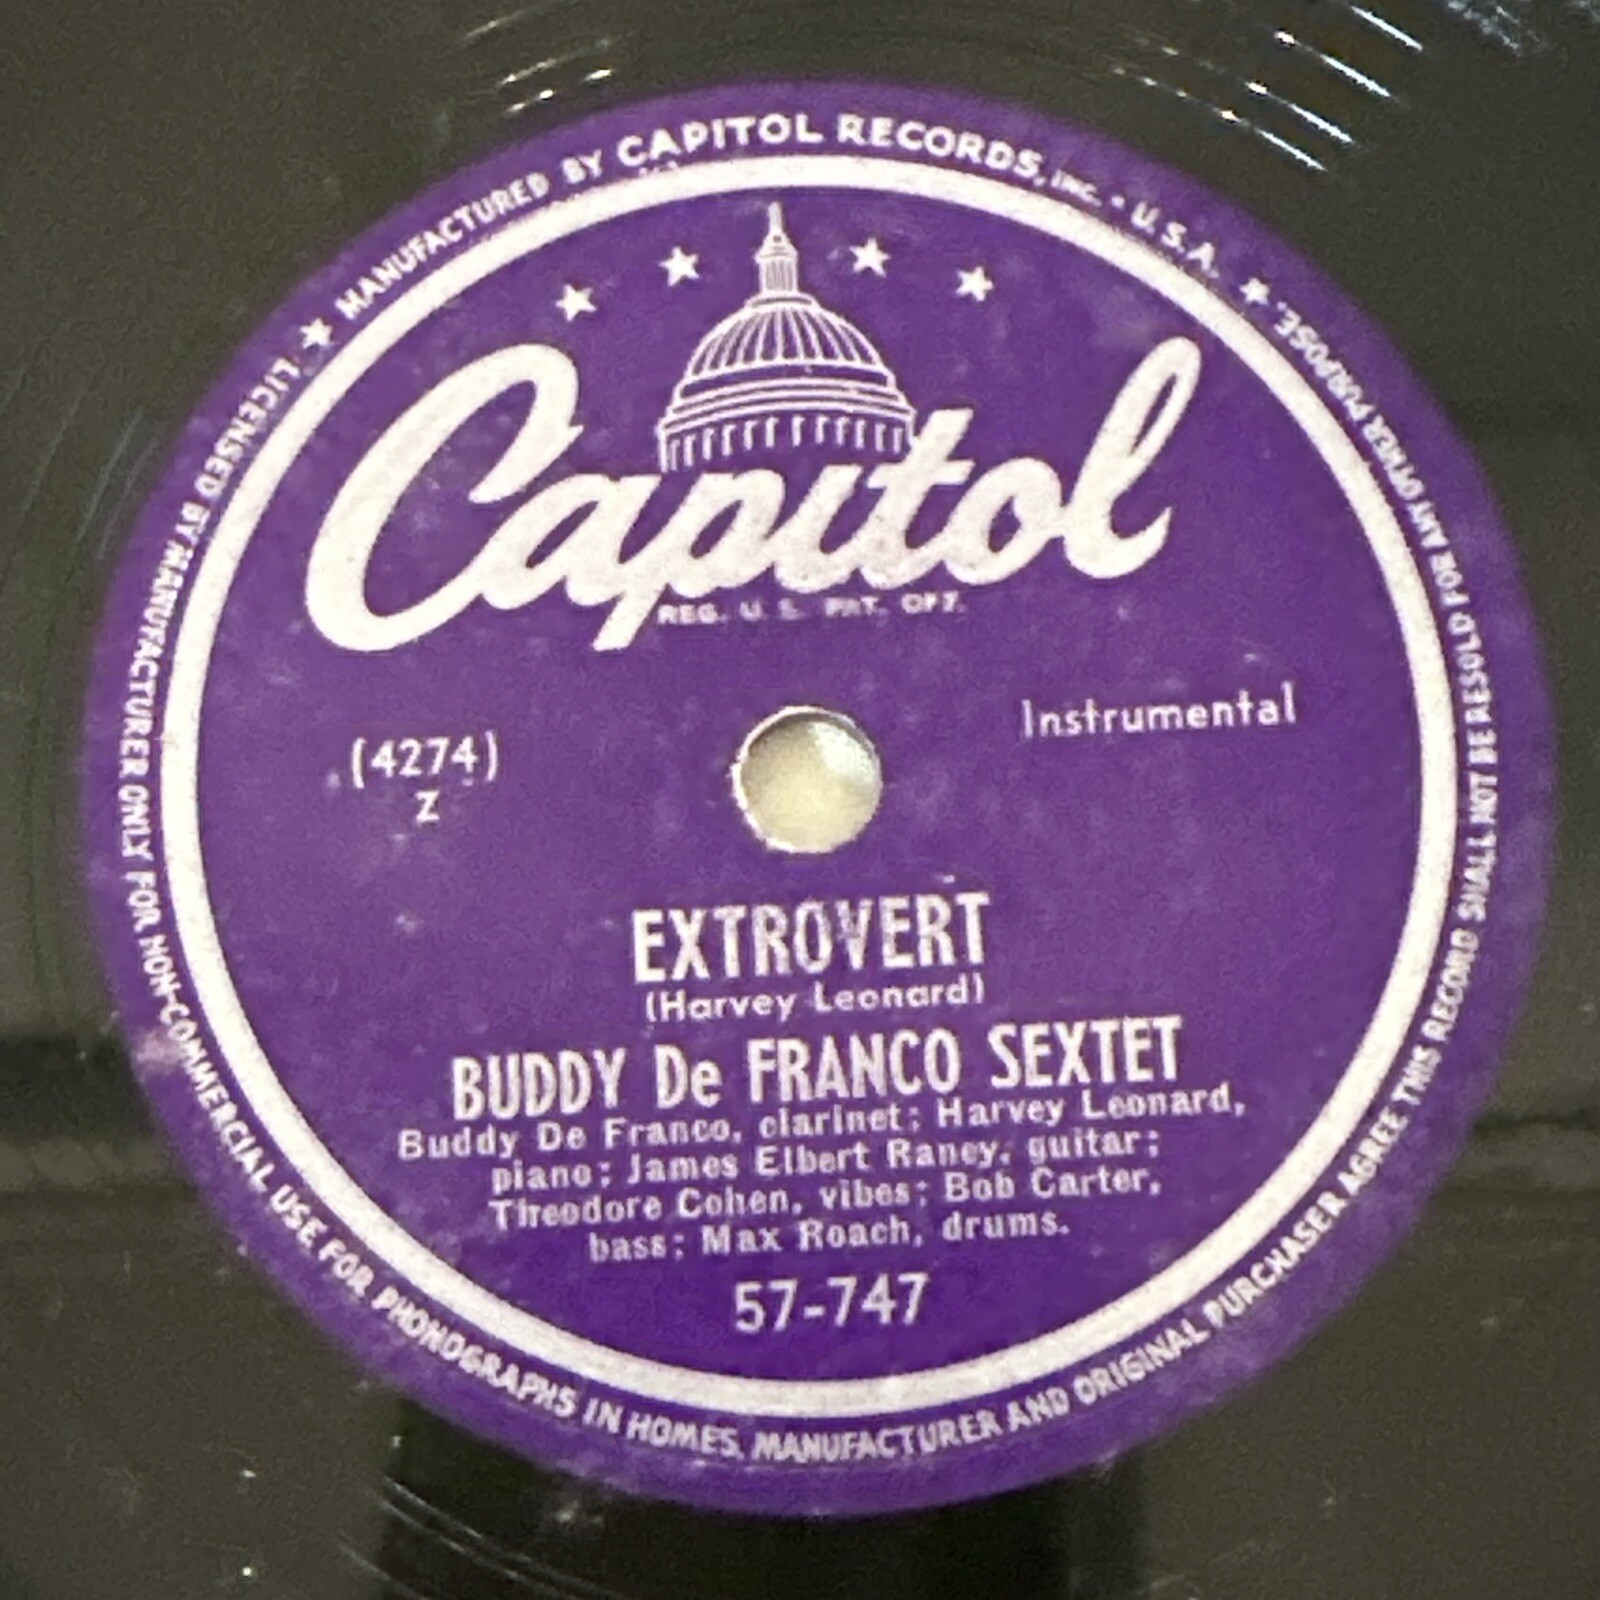 MANUFACTURED BY CAPITOL RECORDS, INC. • U.S.A.
Capitol
REG. U.S. PAT. OFF.
Instrumental
(4274)
Z
EXTROVERT
(Harvey Leonard)
BUDDY De FRANCO SEXTET
Buddy De Franco, clarinet; Harvey Leonard,
piano; James Elbert Raney, guitar;
Theodore Cohen, vibes; Bob Carter,
bass; Max Roach, drums.
57-747
LICENSED BY MANUFACTURER ONLY FOR NON-COMMERCIAL USE FOR PHONOGRAPHS IN HOMES. MANUFACTURER AND ORIGINAL PURCHASER AGREE THIS RECORD SHALL NOT BE RESOLD FOR ANY OTHER PURPOSE.